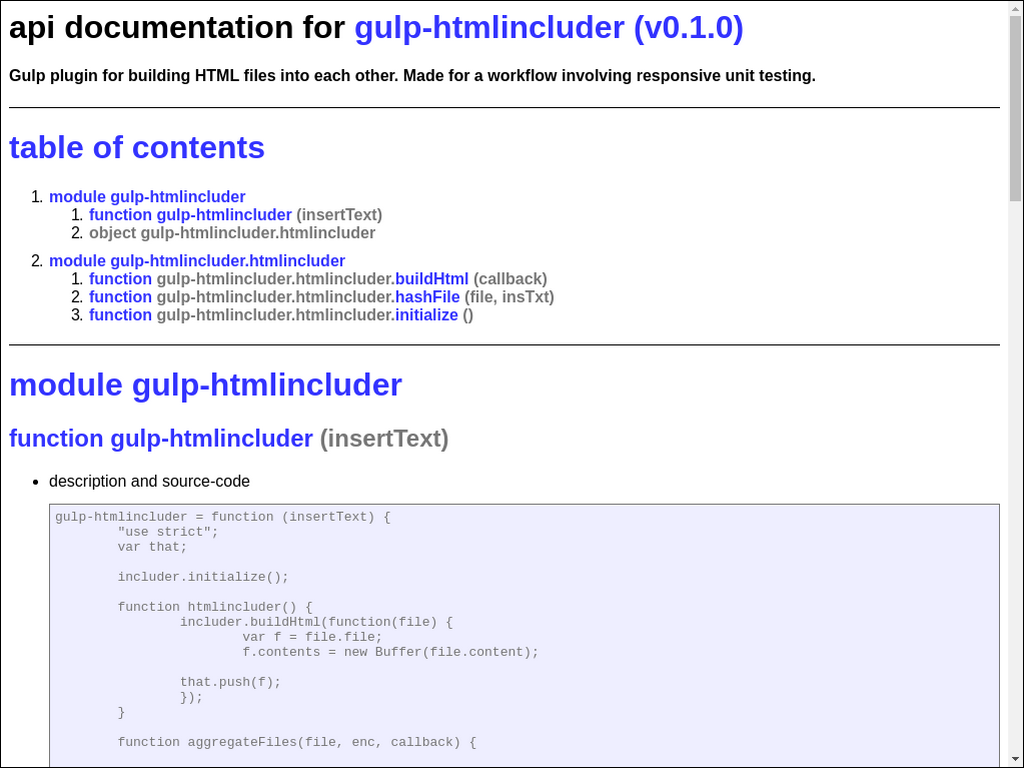 api documentation for gulp-htmlincluder (v0.1.0)
Gulp plugin for building HTML files into each other. Made for a workflow involving responsive unit testing.
table of contents
1. module gulp-htmlincluder
1. function gulp-htmlincluder (insertText)
2. object gulp-htmlincluder.htmlincluder
2. module gulp-htmlincluder.htmlincluder
1. function gulp-htmlincluder.htmlincluder.buildHtml (callback)
2. function gulp-htmlincluder.htmlincluder.hashFile (file, insTxt)
3. function gulp-htmlincluder.htmlincluder.initialize ()
module gulp-htmlincluder
function gulp-htmlincluder (insertText)
• description and source-code
gulp-htmlincluder = function (insertText) {
        "use strict";
        var that;
        includer.initialize();
        function htmlincluder() {
                includer.buildHtml(function(file) {
                        var f = file.file;
                        f.contents = new Buffer(file.content);
                that.push(f);
                });
        }
        function aggregateFiles(file, enc, callback) {